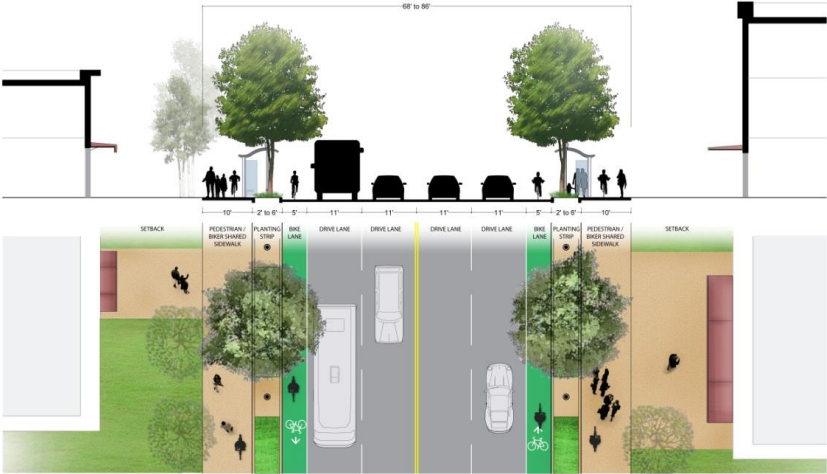 68' to 86'
10' 2' to 6' 5' 11' 11' 11' 11' 5' 2' to 6' 10'
SETBACK
PEDESTRIAN /
BIKER SHARED
SIDEWALK
PLANTING
STRIP
BIKE
LANE
DRIVE LANE
DRIVE LANE
DRIVE LANE
DRIVE LANE
BIKE
LANE
PLANTING
STRIP
PEDESTRIAN /
BIKER SHARED
SIDEWALK
SETBACK